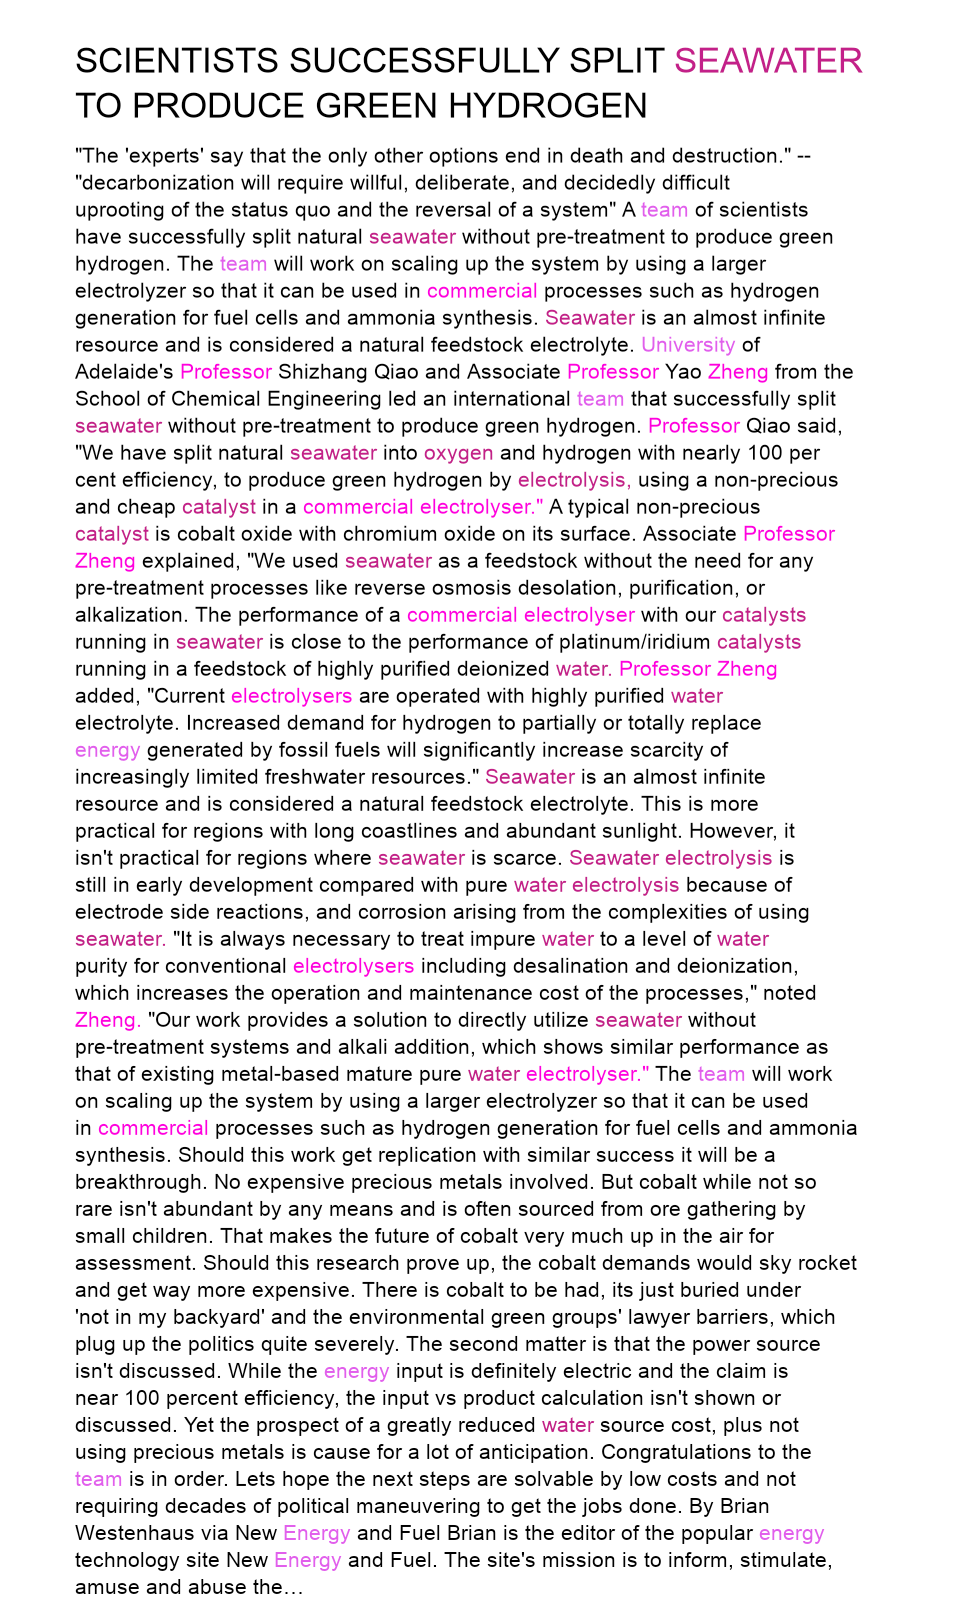 SCIENTISTS SUCCESSFULLY SPLIT SEAWATER
TO PRODUCE GREEN HYDROGEN
"The 'experts' say that the only other options end in death and destruction." --
"decarbonization will require willful, deliberate, and decidedly difficult
uprooting of the status quo and the reversal of a system" A team of scientists
have successfully split natural seawater without pre-treatment to produce green
hydrogen. The team will work on scaling up the system by using a larger
electrolyzer so that it can be used in commercial processes such as hydrogen
generation for fuel cells and ammonia synthesis. Seawater is an almost infinite
resource and is considered a natural feedstock electrolyte. University of
Adelaide's Professor Shizhang Qiao and Associate Professor Yao Zheng from the
School of Chemical Engineering led an international team that successfully split
seawater without pre-treatment to produce green hydrogen. Professor Qiao said,
"We have split natural seawater into oxygen and hydrogen with nearly 100 per
cent efficiency, to produce green hydrogen by electrolysis, using a non-precious
and cheap catalyst in a commercial electrolyser." A typical non-precious
catalyst is cobalt oxide with chromium oxide on its surface. Associate Professor
Zheng explained, "We used seawater as a feedstock without the need for any
pre-treatment processes like reverse osmosis desolation, purification, or
alkalization. The performance of a commercial electrolyser with our catalysts
running in seawater is close to the performance of platinum/iridium catalysts
running in a feedstock of highly purified deionized water. Professor Zheng
added, "Current electrolysers are operated with highly purified water
electrolyte. Increased demand for hydrogen to partially or totally replace
energy generated by fossil fuels will significantly increase scarcity of
increasingly limited freshwater resources." Seawater is an almost infinite
resource and is considered a natural feedstock electrolyte. This is more
practical for regions with long coastlines and abundant sunlight. However, it
isn't practical for regions where seawater is scarce. Seawater electrolysis is
still in early development compared with pure water electrolysis because of
electrode side reactions, and corrosion arising from the complexities of using
seawater. "It is always necessary to treat impure water to a level of water
purity for conventional electrolysers including desalination and deionization,
which increases the operation and maintenance cost of the processes," noted
Zheng. "Our work provides a solution to directly utilize seawater without
pre-treatment systems and alkali addition, which shows similar performance as
that of existing metal-based mature pure water electrolyser." The team will work
on scaling up the system by using a larger electrolyzer so that it can be used
in commercial processes such as hydrogen generation for fuel cells and ammonia
synthesis. Should this work get replication with similar success it will be a
breakthrough. No expensive precious metals involved. But cobalt while not so
rare isn't abundant by any means and is often sourced from ore gathering by
small children. That makes the future of cobalt very much up in the air for
assessment. Should this research prove up, the cobalt demands would sky rocket
and get way more expensive. There is cobalt to be had, its just buried under
'not in my backyard' and the environmental green groups' lawyer barriers, which
plug up the politics quite severely. The second matter is that the power source
isn't discussed. While the energy input is definitely electric and the claim is
near 100 percent efficiency, the input vs product calculation isn't shown or
discussed. Yet the prospect of a greatly reduced water source cost, plus not
using precious metals is cause for a lot of anticipation. Congratulations to the
team is in order. Lets hope the next steps are solvable by low costs and not
requiring decades of political maneuvering to get the jobs done. By Brian
Westenhaus via New Energy and Fuel Brian is the editor of the popular energy
technology site New Energy and Fuel. The site's mission is to inform, stimulate,
amuse and abuse the…